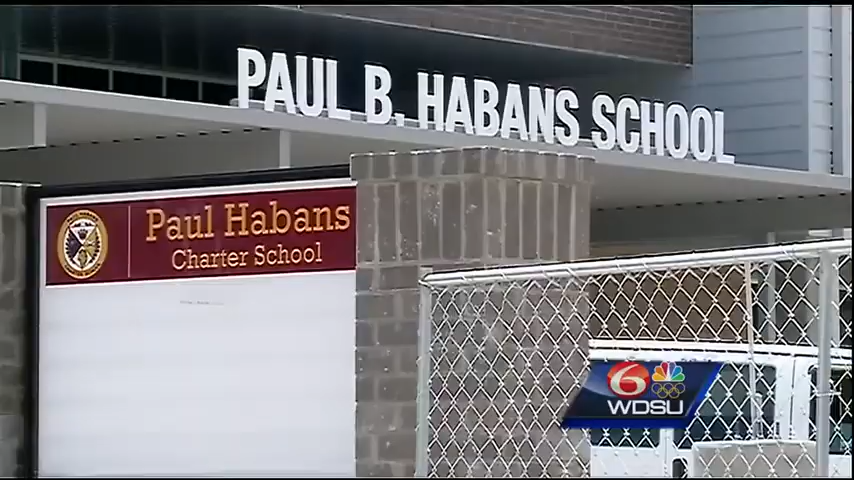 PAUL B. HABANS SCHOOL
Paul Habans
Charter School
6
WDSU